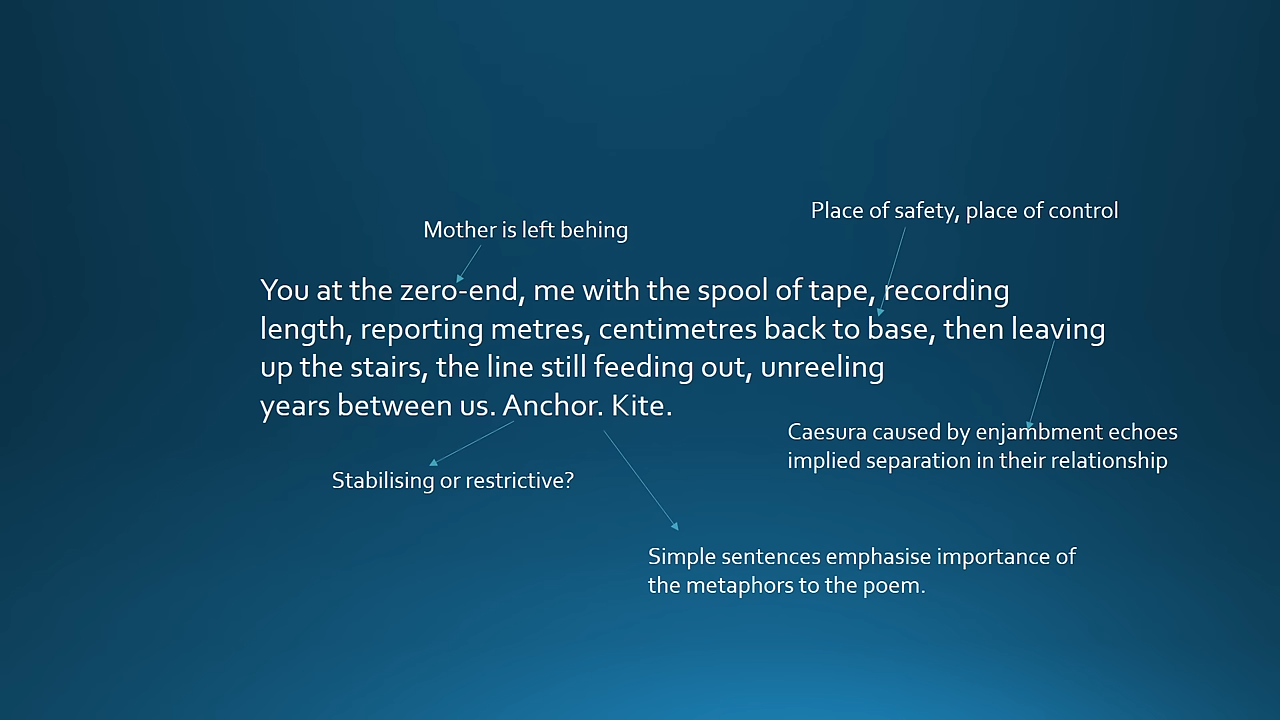 Place of safety, place of control
Mother is left behing
You at the zero-end, me with the spool of tape, recording
length, reporting metres, centimetres back to base, then leaving
up the stairs, the line still feeding out, unreeling
years between us. Anchor. Kite.
Caesura caused by enjambment echoes
implied separation in their relationship
Stabilising or restrictive?
Simple sentences emphasise importance of
the metaphors to the poem.